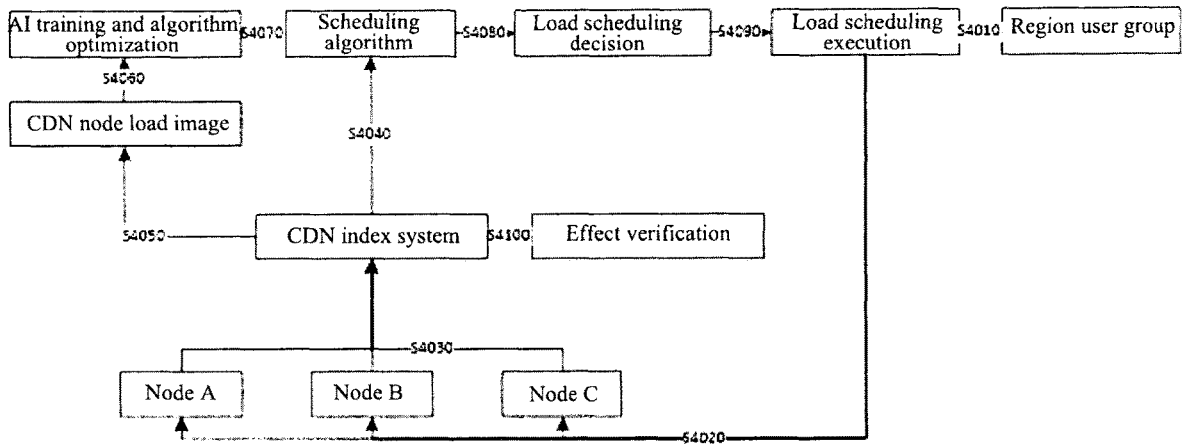 AI training and algorithm
optimization
S4070
Scheduling
algorithm
S4080
Load scheduling
decision
S4090
Load scheduling
execution
S4010
Region user group
S4060
CDN node load image
S4040
S4050
CDN index system
S4100
Effect verification
S4030
Node A
Node B
Node C
S4020